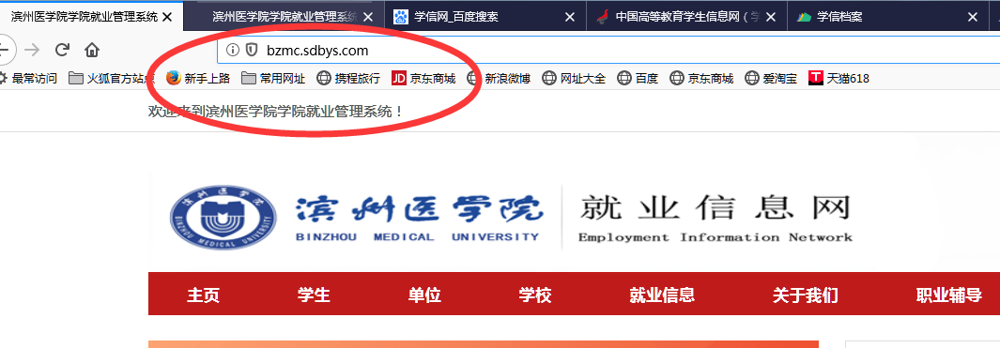 滨州医学院学院就业管理系统 滨州医学院学院就业管理系统 学信网_百度搜索 中国高等教育学生信息网（学 学信档案
bzmc.sdbys.com
最常访问 火狐官方站点 新手上路 常用网址 携程旅行 JD 京东商城 新浪微博 网址大全 百度 京东商城 爱淘宝 T 天猫618
欢迎来到滨州医学院学院就业管理系统！
滨州医学院 就业信息网
BINZHOU MEDICAL UNIVERSITY Employment Information Network
主页 学生 单位 学校 就业信息 关于我们 职业辅导